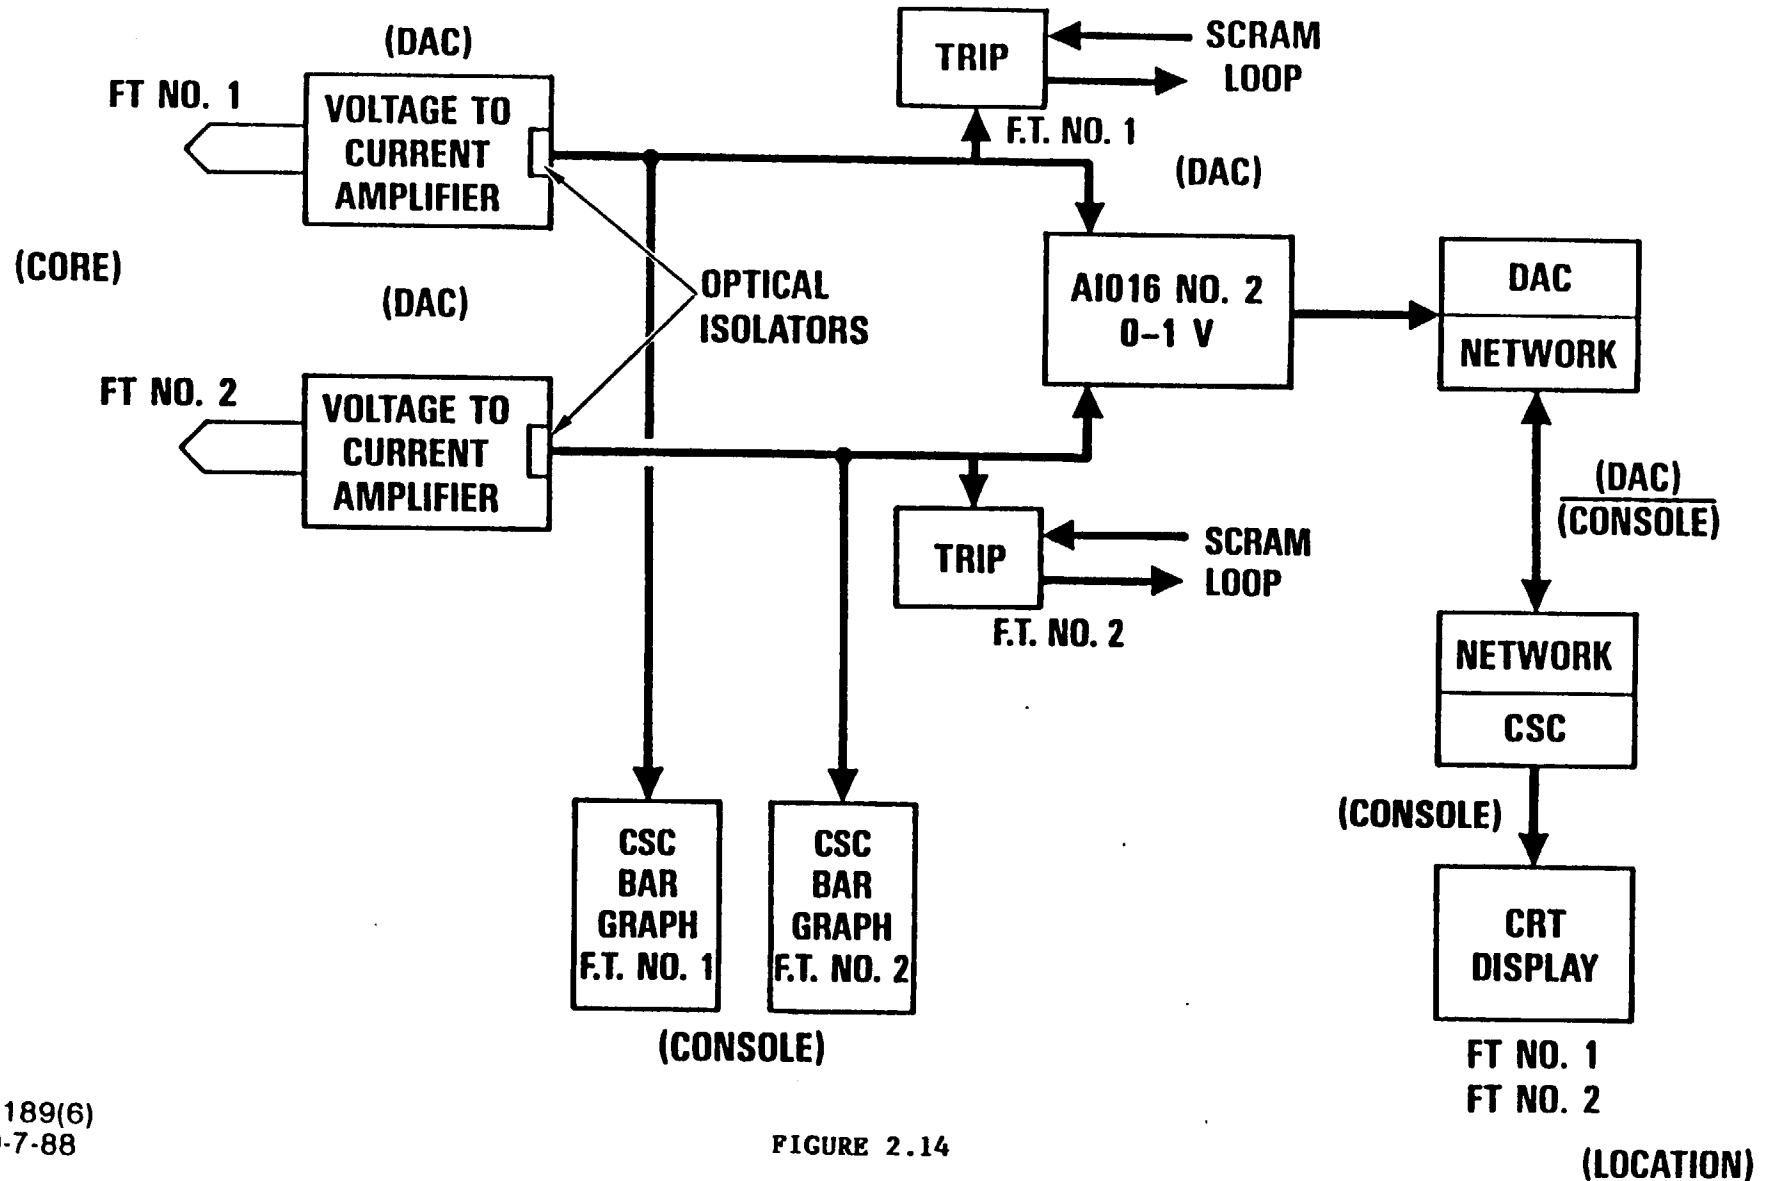 (DAC)
FT NO. 1
VOLTAGE TO
CURRENT
AMPLIFIER
TRIP
SCRAM
LOOP
F.T. NO. 1
(DAC)
(CORE)
(DAC)
OPTICAL
ISOLATORS
AI016 NO. 2
0–1 V
DAC
NETWORK
FT NO. 2
VOLTAGE TO
CURRENT
AMPLIFIER
(DAC)
(CONSOLE)
TRIP
SCRAM
LOOP
F.T. NO. 2
NETWORK
CSC
(CONSOLE)
CSC
BAR
GRAPH
F.T. NO. 1
CSC
BAR
GRAPH
F.T. NO. 2
(CONSOLE)
CRT
DISPLAY
FT NO. 1
FT NO. 2
189(6)
-7-88
FIGURE 2.14
(LOCATION)